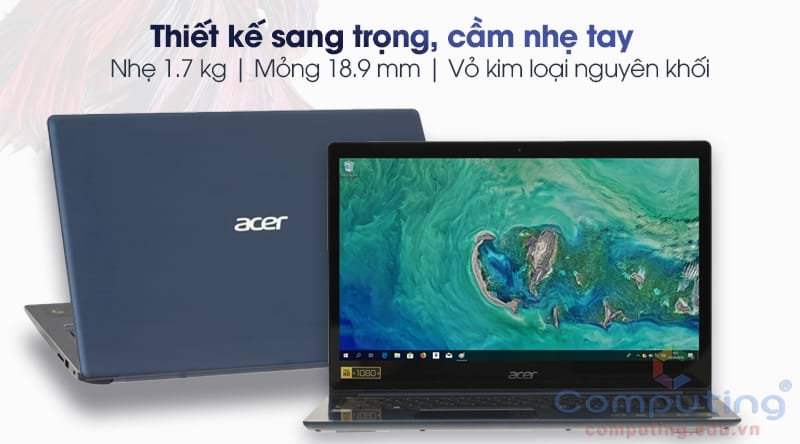 Thiết kế sang trọng, cầm nhẹ tay
Nhẹ 1.7 kg | Mỏng 18.9 mm | Vỏ kim loại nguyên khối
acer
1080
acer
Computing®
computing.edu.vn